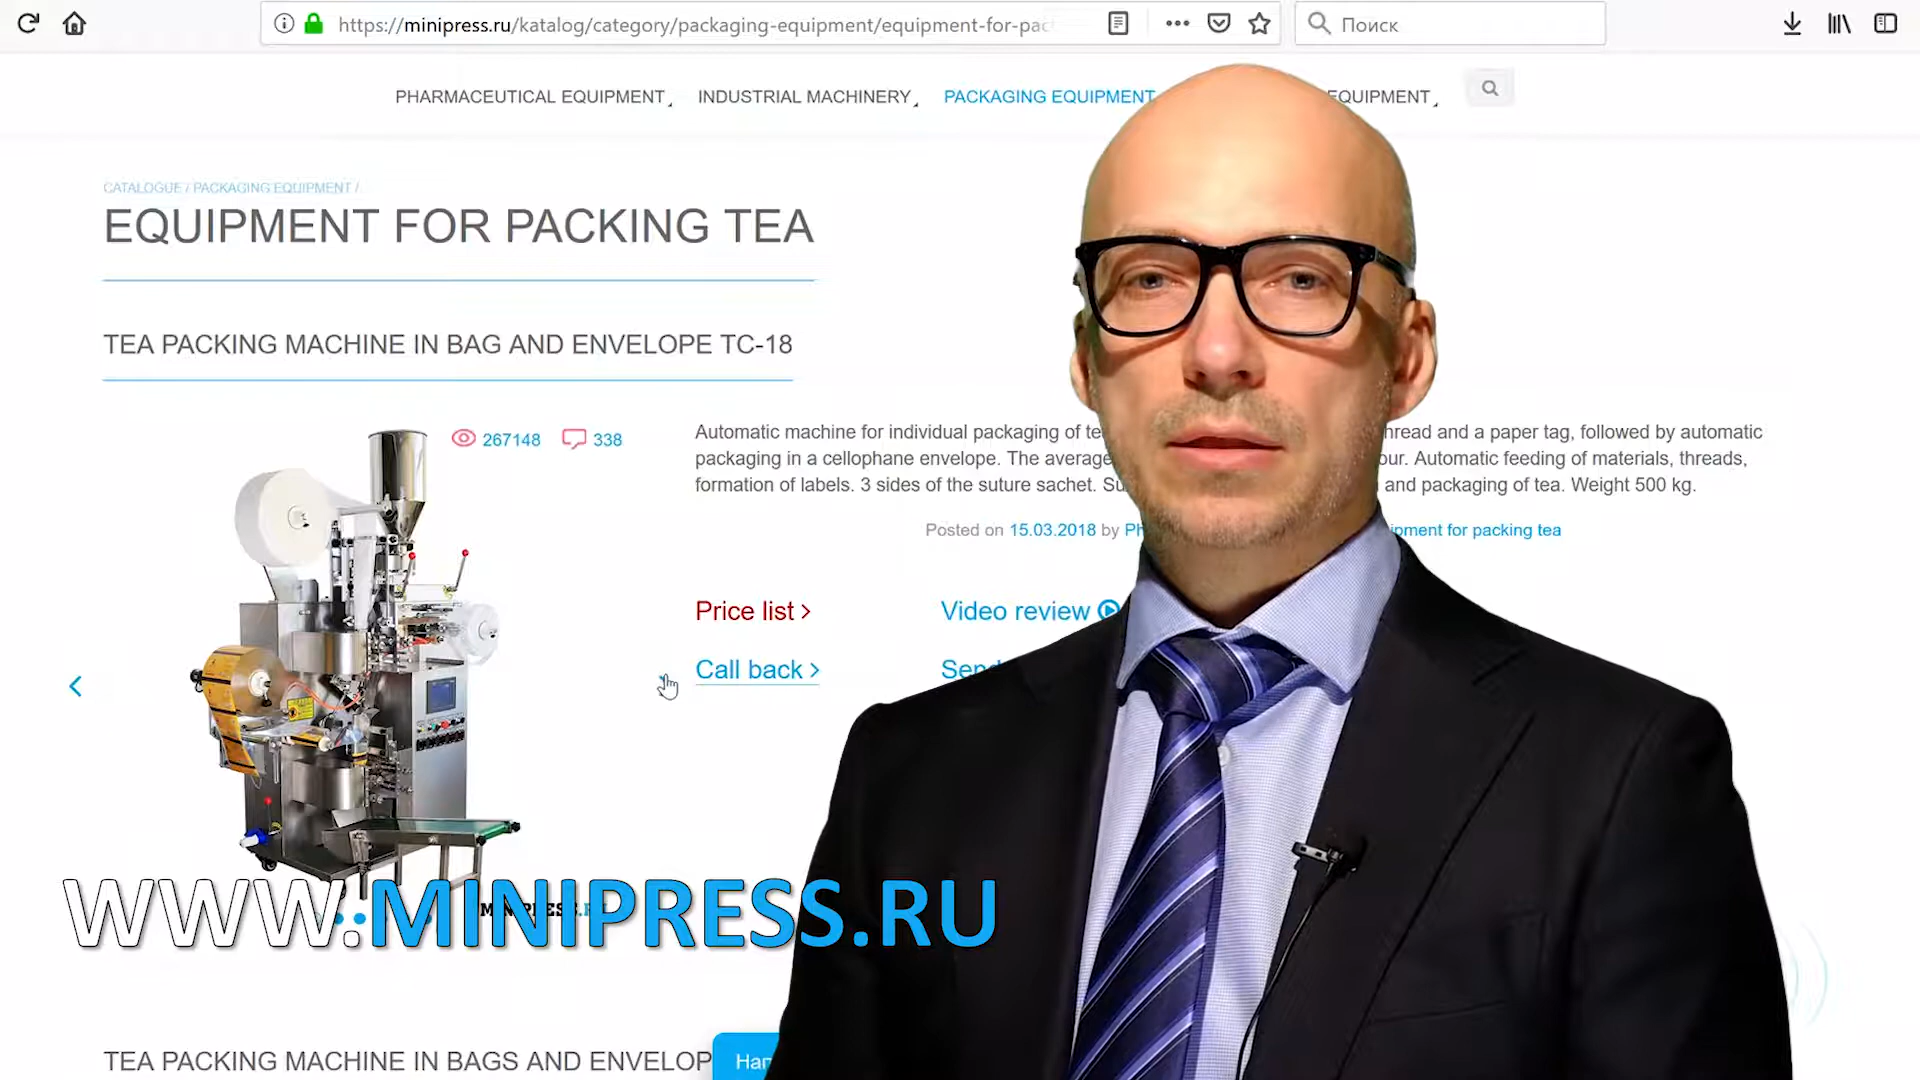 https://minipress.ru/katalog/category/packaging-equipment/equipment-for-pac
Поиск
PHARMACEUTICAL EQUIPMENT
INDUSTRIAL MACHINERY
PACKAGING EQUIPMENT
EQUIPMENT
CATALOGUE / PACKAGING EQUIPMENT /
EQUIPMENT FOR PACKING TEA
TEA PACKING MACHINE IN BAG AND ENVELOPE TC-18
267148
338
Automatic machine for individual packaging of te hread and a paper tag, followed by automatic
packaging in a cellophane envelope. The average our. Automatic feeding of materials, threads,
formation of labels. 3 sides of the suture sachet. Su and packaging of tea. Weight 500 kg.
Posted on 15.03.2018 by Ph ipment for packing tea
Price list >
Video review
Call back >
Send
WWW.MINIPRESS.RU
TEA PACKING MACHINE IN BAGS AND ENVELOP
Нап